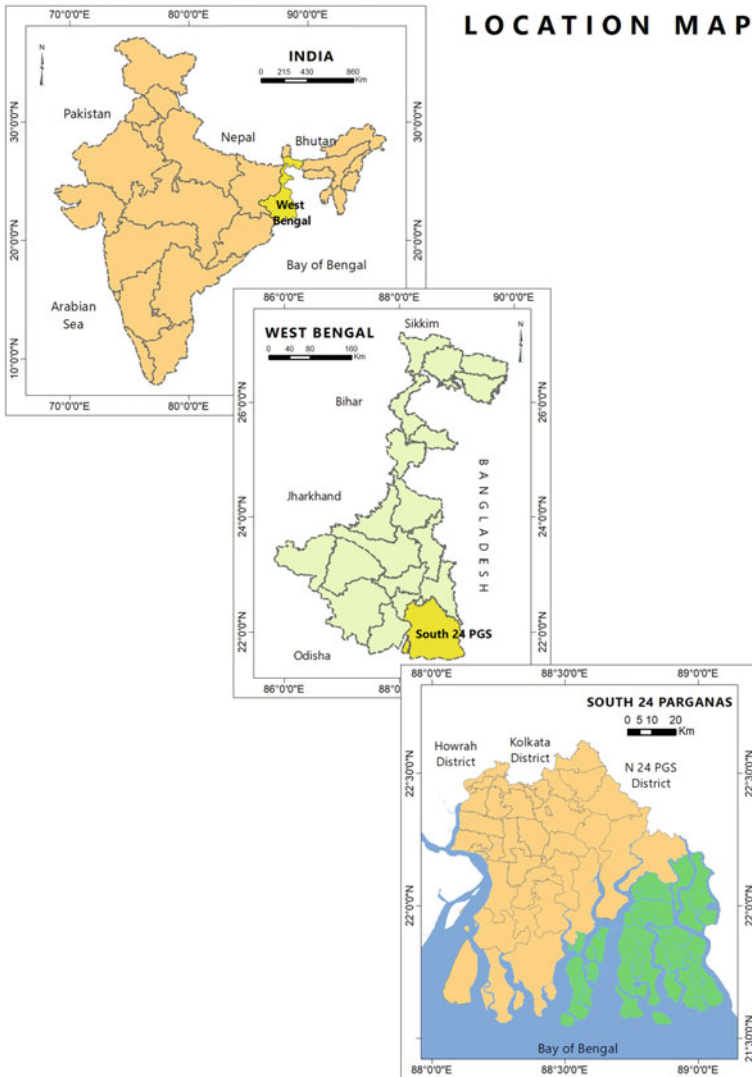 LOCATION MAP
70°0'0"E 80°0'0"E 90°0'0"E
N
INDIA
0 215 430 860
Km
Pakistan
Nepal
Bhutan
30°0'0"N
30°0'0"N
West
Bengal
20°0'0"N
20°0'0"N
Bay of Bengal
Arabian
Sea
10°0'0"N
70°0'0"E 80°0'0"E
86°0'0"E 88°0'0"E 90°0'0"E
Sikkim
N
WEST BENGAL
0 40 80 160
Km
Bihar
26°0'0"N
26°0'0"N
BANGLADESH
Jharkhand
24°0'0"N
24°0'0"N
22°0'0"N
22°0'0"N
South 24 PGS
Odisha
86°0'0"E
88°0'0"E 88°30'0"E 89°0'0"E
SOUTH 24 PARGANAS
0 5 10 20
Km
Howrah
District
Kolkata
District
N 24 PGS
District
22°30'0"N
22°30'0"N
22°0'0"N
22°0'0"N
21°30'0"N
Bay of Bengal
88°0'0"E 88°30'0"E 89°0'0"E